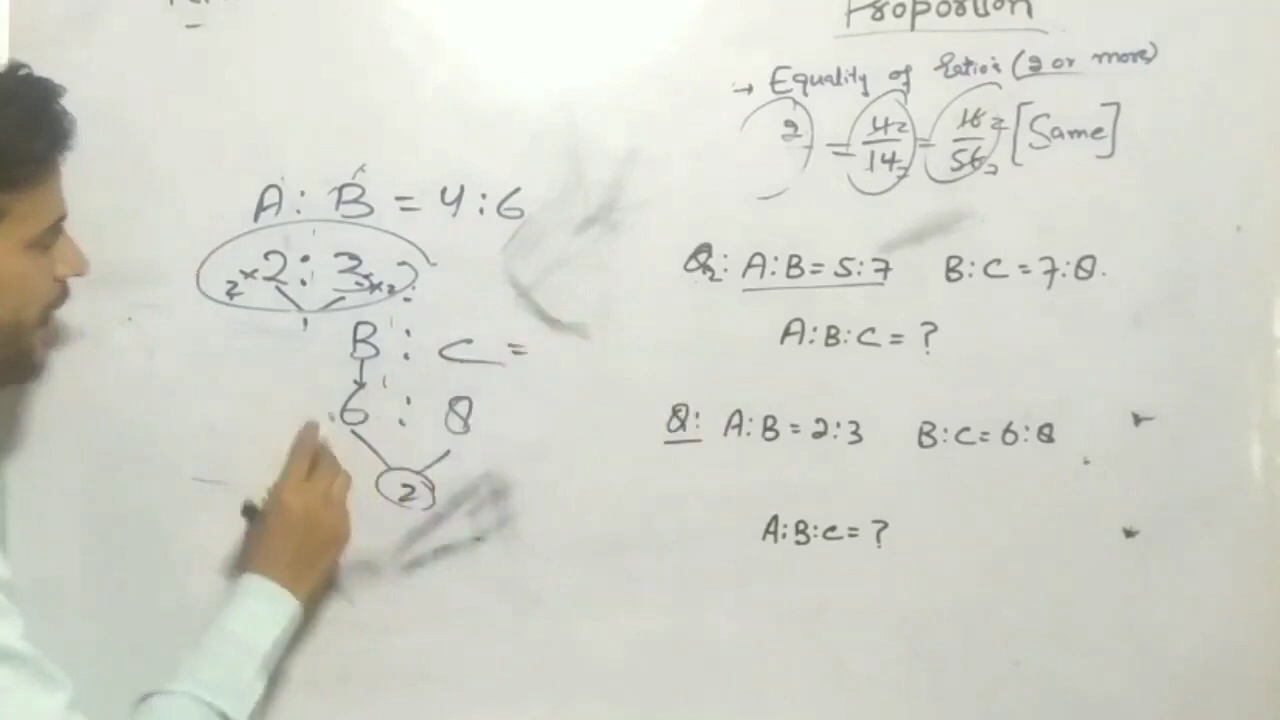 Proportion
→ Equality of Ratio's (2 or more)
2 = 42/14 = 16/56 [Same]
A : B = 4 : 6
2 × 2 : 3 × 2
B : C =
6 : 8
2
Q2: A:B = 5:7 B:C = 7:8.
A:B:C = ?
Q: A:B = 2:3 B:C = 6:8
A:B:C = ?